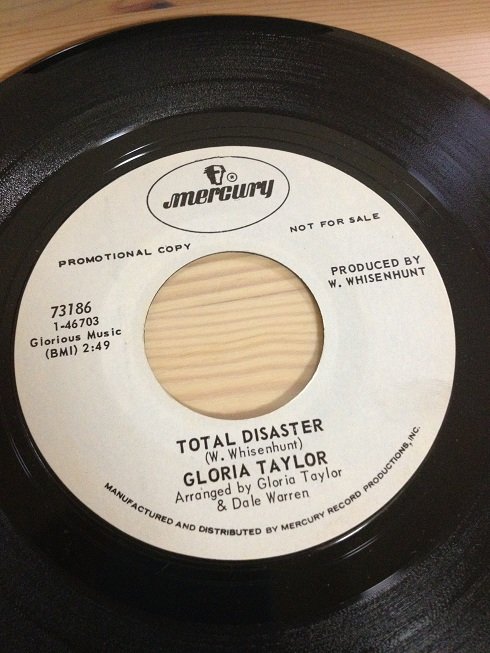 mercury
PROMOTIONAL COPY
NOT FOR SALE
PRODUCED BY
W. WHISENHUNT
73186
1-46703
Glorious Music
(BMI) 2:49
TOTAL DISASTER
(W. Whisenhunt)
GLORIA TAYLOR
Arranged by Gloria Taylor
& Dale Warren
MANUFACTURED AND DISTRIBUTED BY MERCURY RECORD PRODUCTIONS, INC.